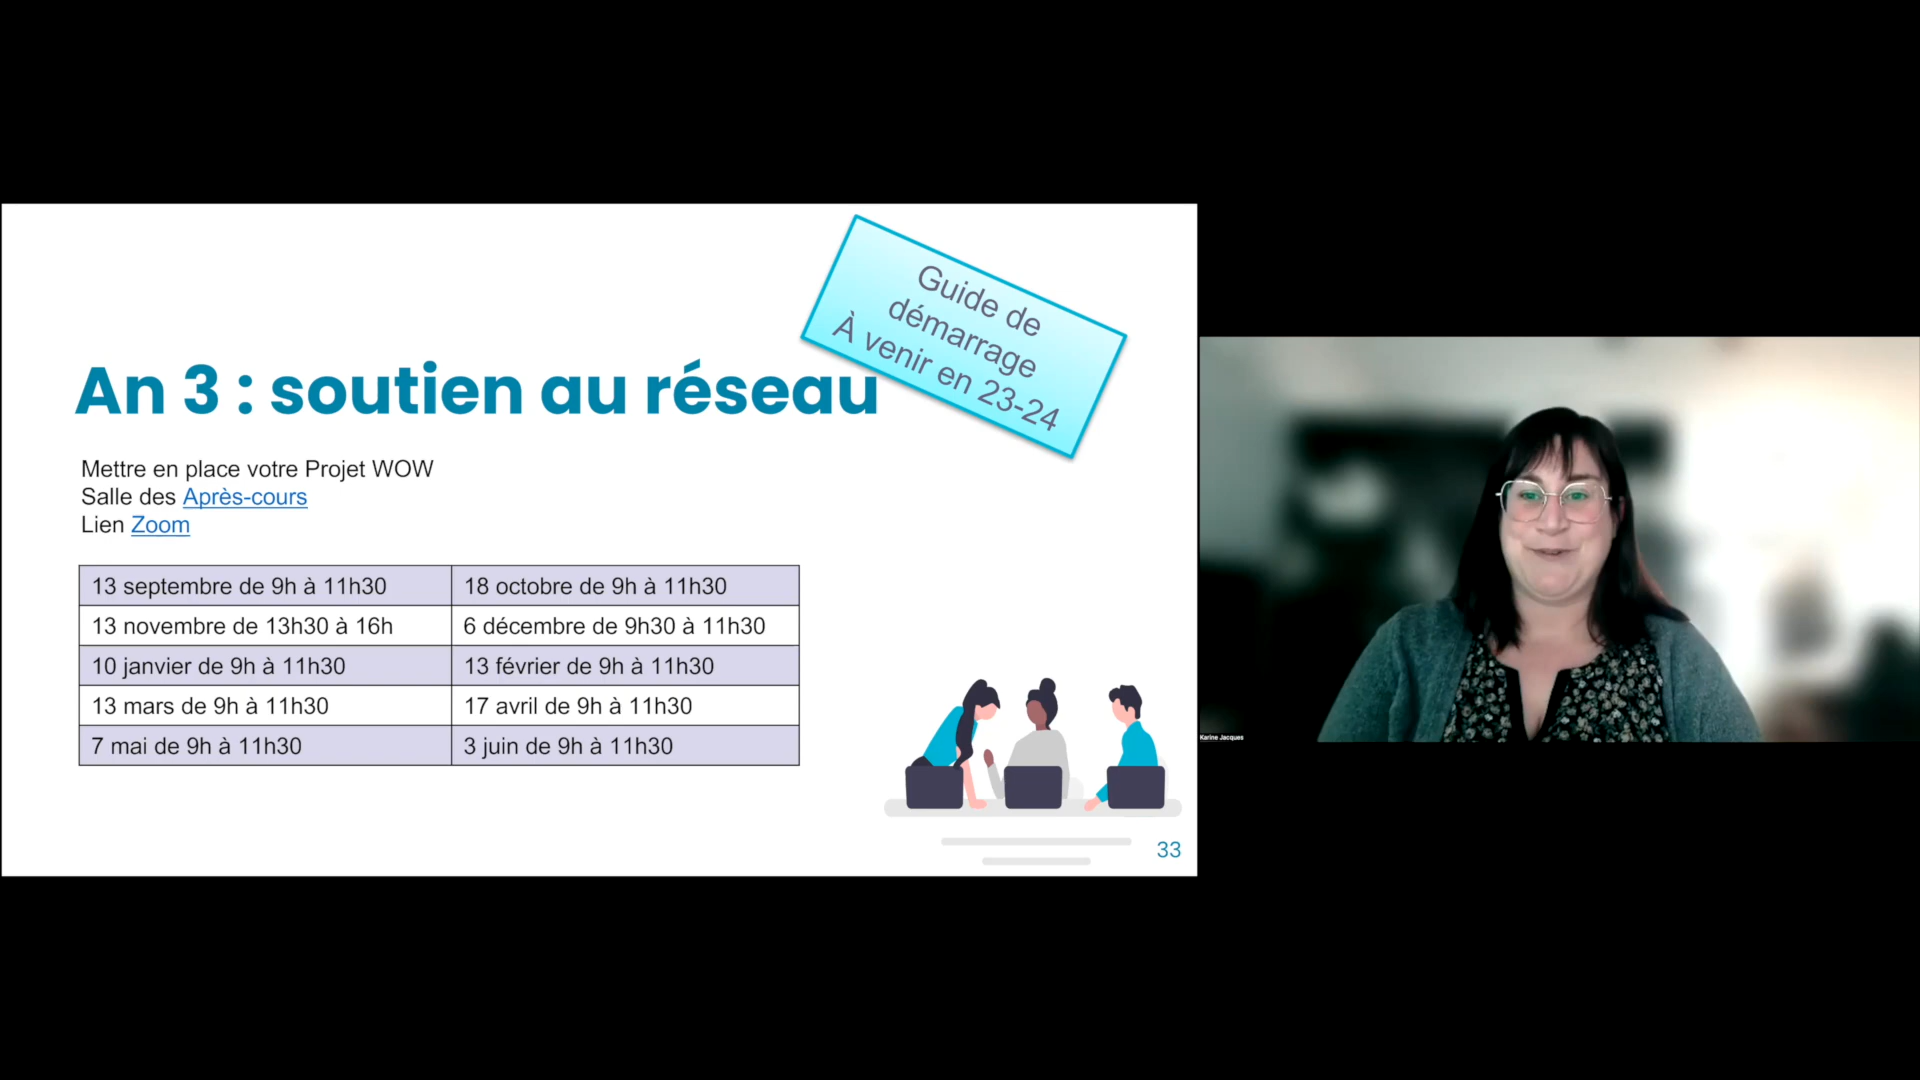 Guide de
démarrage
À venir en 23-24
An 3 : soutien au réseau
Mettre en place votre Projet WOW
Salle des Après-cours
Lien Zoom
13 septembre de 9h à 11h30
18 octobre de 9h à 11h30
13 novembre de 13h30 à 16h
6 décembre de 9h30 à 11h30
10 janvier de 9h à 11h30
13 février de 9h à 11h30
13 mars de 9h à 11h30
17 avril de 9h à 11h30
7 mai de 9h à 11h30
3 juin de 9h à 11h30
33
Karine Jacques